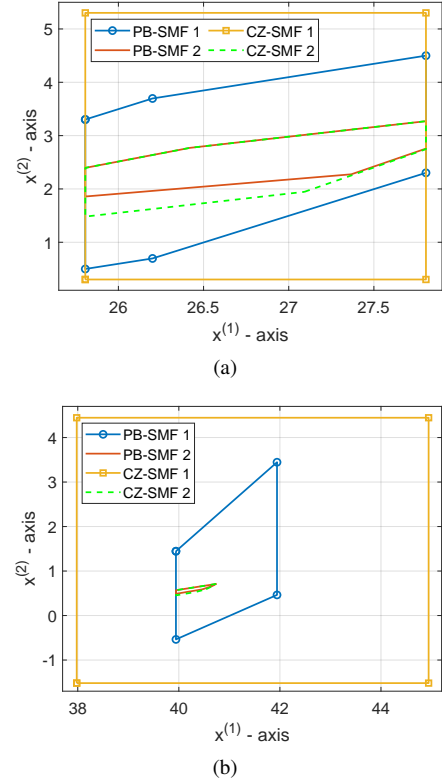 5
4
3
2
1
PB-SMF 1 CZ-SMF 1
PB-SMF 2 CZ-SMF 2
x(2) - axis
26 26.5 27 27.5
x(1) - axis
(a)
4
3
2
1
0
-1
PB-SMF 1
PB-SMF 2
CZ-SMF 1
CZ-SMF 2
x(2) - axis
38 40 42 44
x(1) - axis
(b)